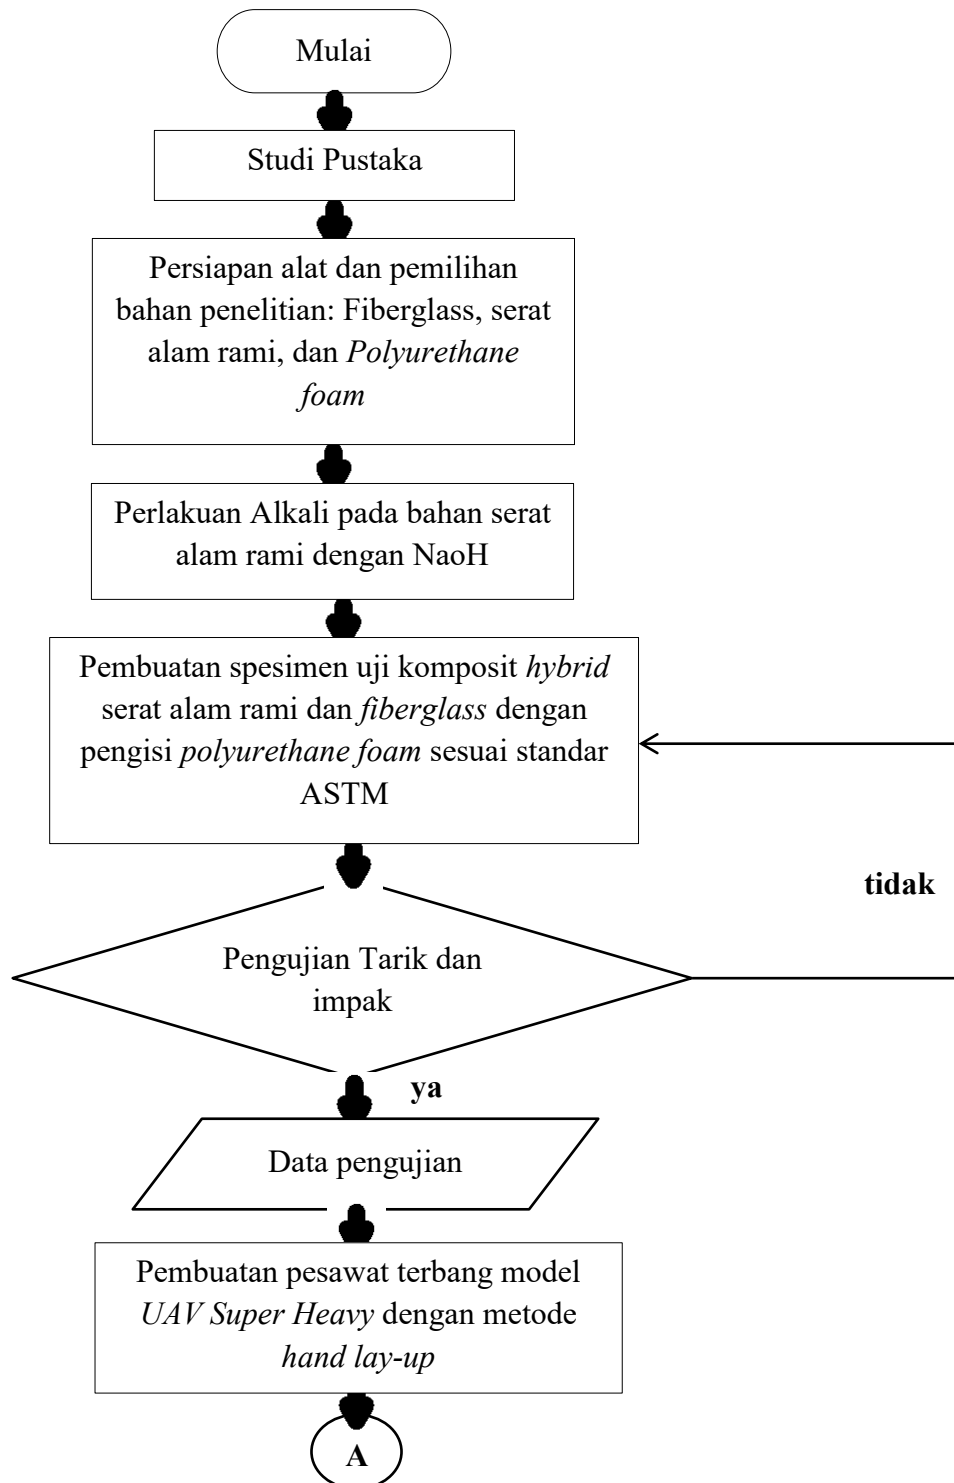 Mulai
Studi Pustaka
Persiapan alat dan pemilihan
bahan penelitian: Fiberglass, serat
alam rami, dan Polyurethane
foam
Perlakuan Alkali pada bahan serat
alam rami dengan NaoH
Pembuatan spesimen uji komposit hybrid
serat alam rami dan fiberglass dengan
pengisi polyurethane foam sesuai standar
ASTM
tidak
Pengujian Tarik dan
impak
ya
Data pengujian
Pembuatan pesawat terbang model
UAV Super Heavy dengan metode
hand lay-up
A